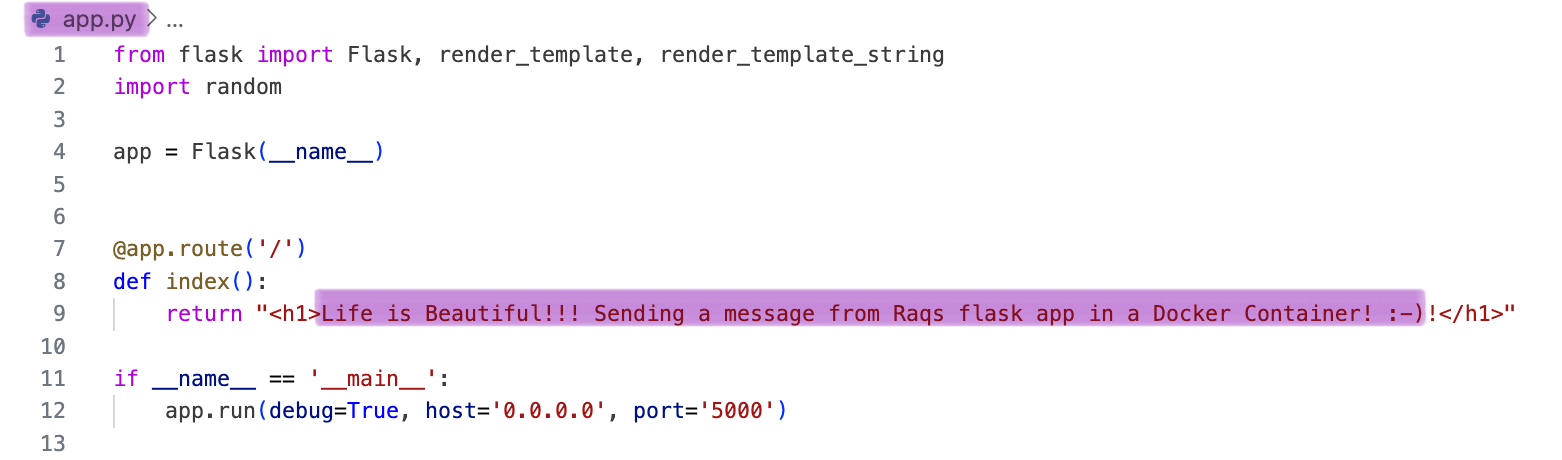 app.py > ...
1 from flask import Flask, render_template, render_template_string
2 import random
3
4 app = Flask(__name__)
5
6
7 @app.route('/')
8 def index():
9     return "<h1>Life is Beautiful!!! Sending a message from Raqs flask app in a Docker Container! :-)!</h1>"
10
11 if __name__ == '__main__':
12     app.run(debug=True, host='0.0.0.0', port='5000')
13